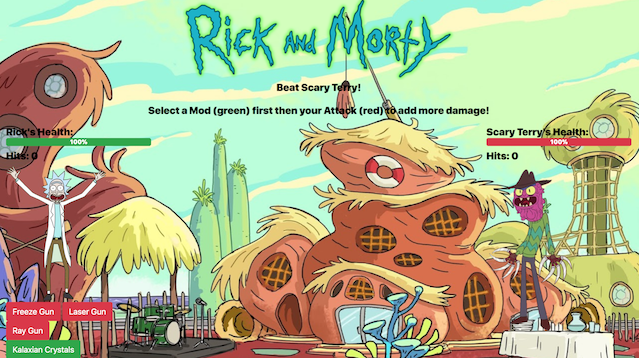 RICK AND MORTY
Beat Scary Terry!
Select a Mod (green) first then your Attack (red) to add more damage!
Rick's Health:
100%
Hits: 0
Scary Terry's Health:
100%
Hits: 0
Freeze Gun
Laser Gun
Ray Gun
Kalaxian Crystals